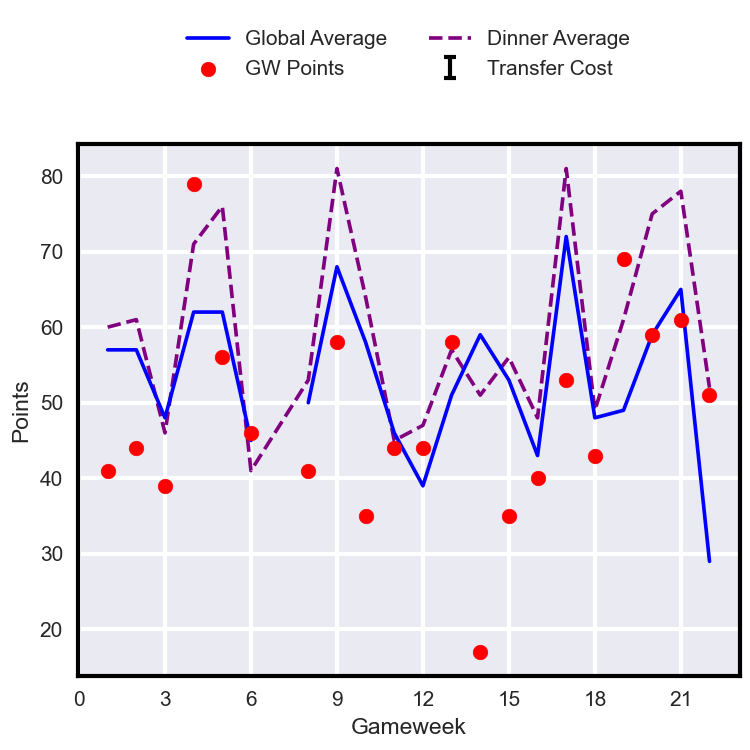 Global Average
Dinner Average
GW Points
Transfer Cost
80
70
60
50
40
30
20
Points
0
3
6
9
12
15
18
21
Gameweek